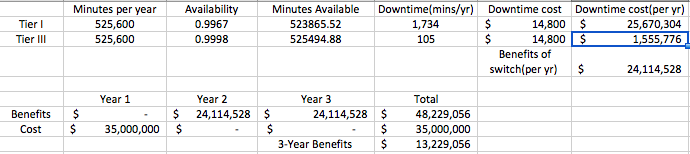 Minutes per year Availability Minutes Available Downtime(mins/yr) Downtime cost Downtime cost(per yr)
Tier I 525,600 0.9967 523865.52 1,734 $ 14,800 $ 25,670,304
Tier III 525,600 0.9998 525494.88 105 $ 14,800 $ 1,555,776
Benefits of
switch(per yr) $ 24,114,528
Year 1 Year 2 Year 3 Total
Benefits $ - $ 24,114,528 $ 24,114,528 $ 48,229,056
Cost $ 35,000,000 $ - $ - $ 35,000,000
3-Year Benefits $ 13,229,056